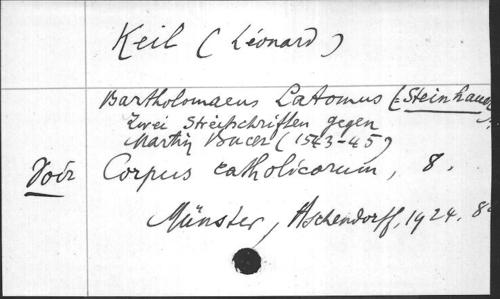 Keil (Léonard)
Bartholomaeus Latomus (=Steinhauer
Zwei Streitschriften gegen
Martin Bucer (1543-45)
Voir Corpus catholicorum, 8.
Münster, Aschendorff, 1924. 8°